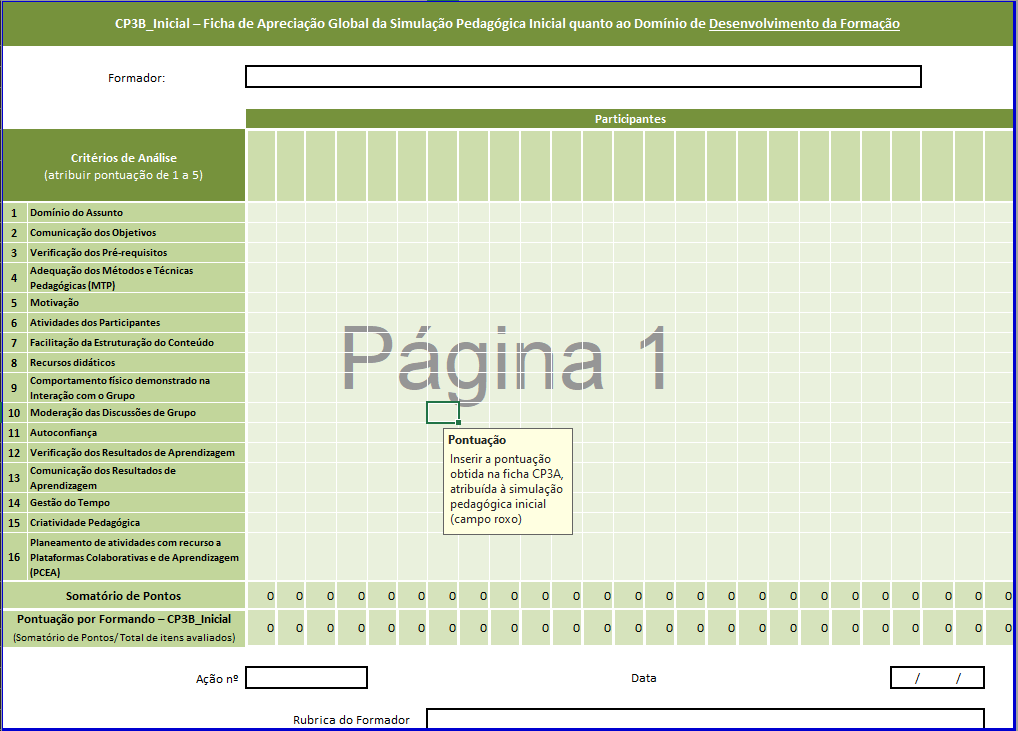 CP3B_Inicial – Ficha de Apreciação Global da Simulação Pedagógica Inicial quanto ao Domínio de Desenvolvimento da Formação
Formador:
Participantes
Critérios de Análise
(atribuir pontuação de 1 a 5)
1 Domínio do Assunto
2 Comunicação dos Objetivos
3 Verificação dos Pré-requisitos
4 Adequação dos Métodos e Técnicas
Pedagógicas (MTP)
5 Motivação
6 Atividades dos Participantes
7 Facilitação da Estruturação do Conteúdo
8 Recursos didáticos
9 Comportamento físico demonstrado na
Interação com o Grupo
10 Moderação das Discussões de Grupo
11 Autoconfiança
12 Verificação dos Resultados de Aprendizagem
13 Comunicação dos Resultados de
Aprendizagem
14 Gestão do Tempo
15 Criatividade Pedagógica
16 Planeamento de atividades com recurso a
Plataformas Colaborativas e de Aprendizagem
(PCEA)
Página 1
Pontuação
Inserir a pontuação
obtida na ficha CP3A,
atribuída à simulação
pedagógica inicial
(campo roxo)
Somatório de Pontos 0 0 0 0 0 0 0 0 0 0 0 0 0 0 0 0 0 0 0 0 0 0 0 0 0
Pontuação por Formando – CP3B_Inicial
(Somatório de Pontos/ Total de itens avaliados) 0 0 0 0 0 0 0 0 0 0 0 0 0 0 0 0 0 0 0 0 0 0 0 0 0
Ação nº
Data / /
Rubrica do Formador